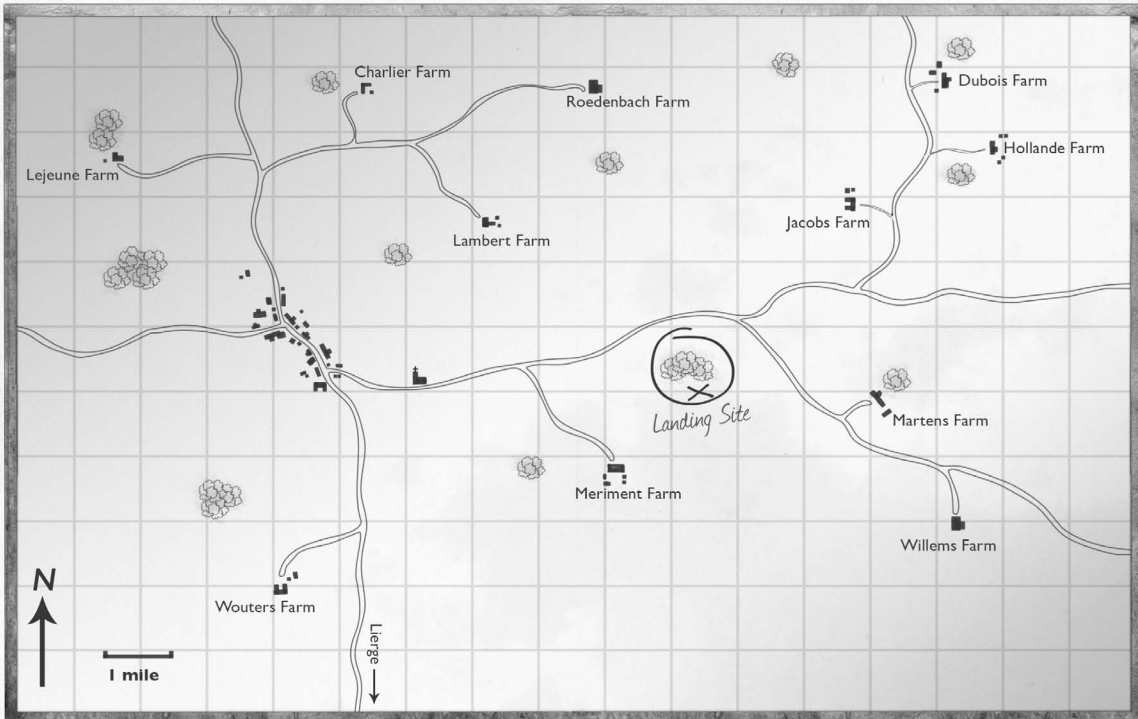 Charlier Farm
Roedenbach Farm
Dubois Farm
Lejeune Farm
Hollande Farm
Jacobs Farm
Lambert Farm
Landing Site
Martens Farm
Meriment Farm
Willems Farm
Wouters Farm
N
Lierge
1 mile